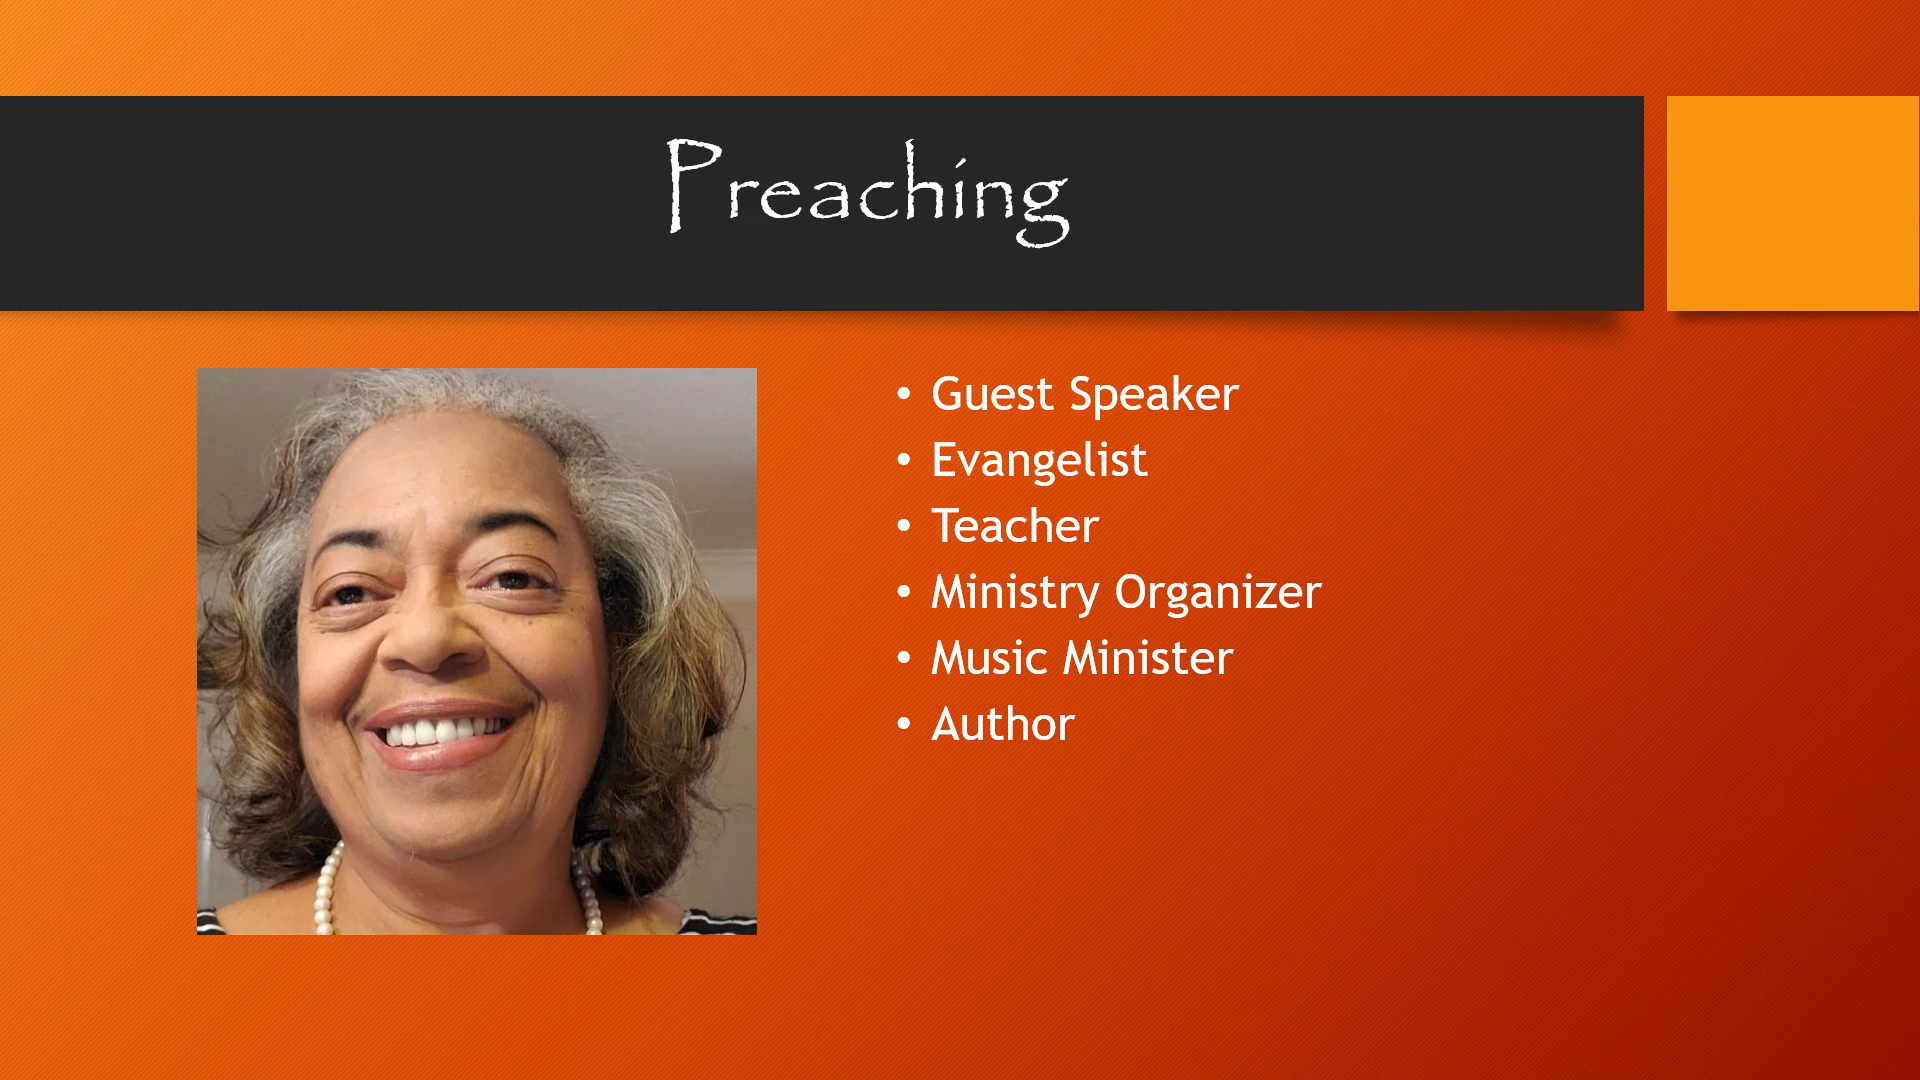 Preaching
• Guest Speaker
• Evangelist
• Teacher
• Ministry Organizer
• Music Minister
• Author